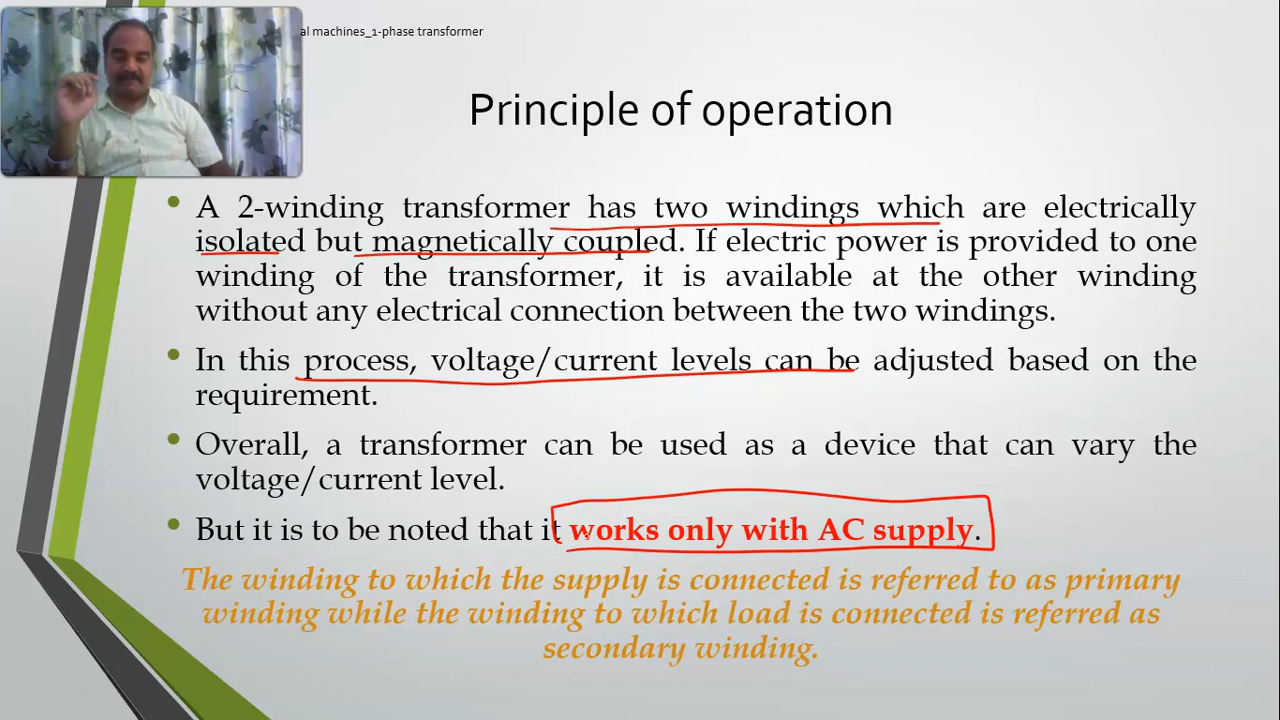 al machines_1-phase transformer
Principle of operation
• A 2-winding transformer has two windings which are electrically
isolated but magnetically coupled. If electric power is provided to one
winding of the transformer, it is available at the other winding
without any electrical connection between the two windings.
• In this process, voltage/current levels can be adjusted based on the
requirement.
• Overall, a transformer can be used as a device that can vary the
voltage/current level.
• But it is to be noted that it works only with AC supply.
The winding to which the supply is connected is referred to as primary
winding while the winding to which load is connected is referred as
secondary winding.